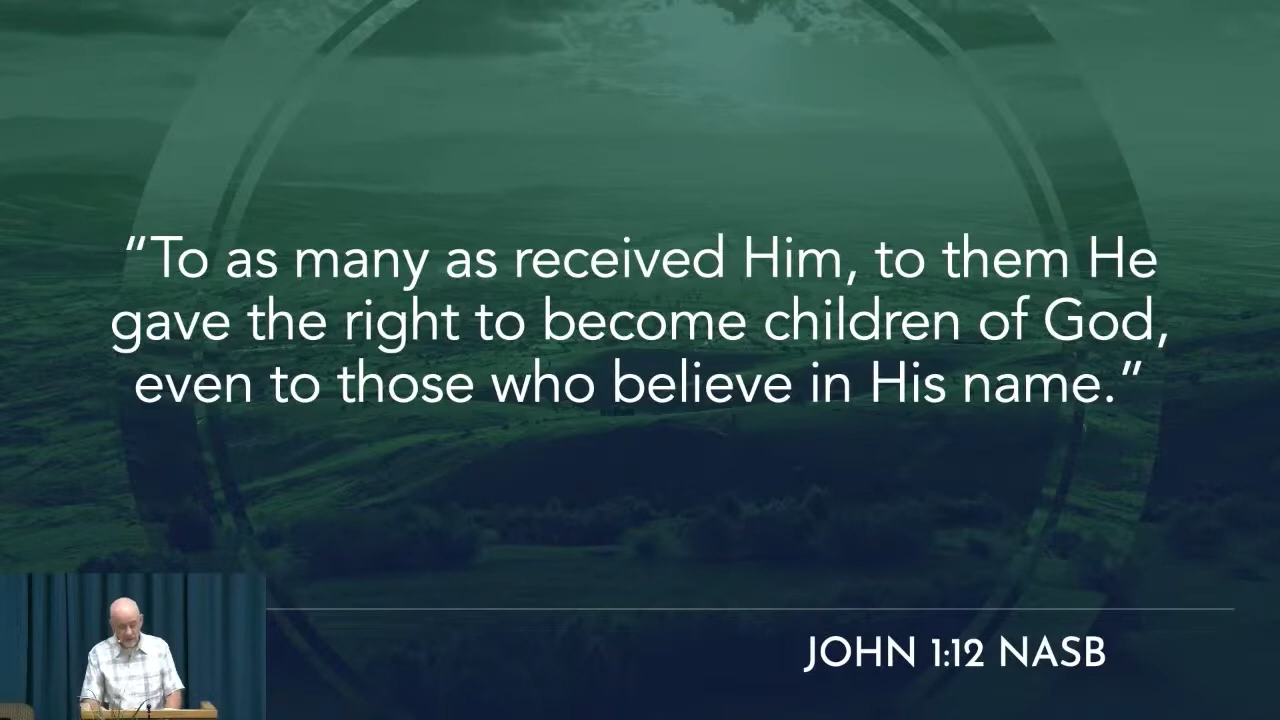 “To as many as received Him, to them He
gave the right to become children of God,
even to those who believe in His name.”
JOHN 1:12 NASB